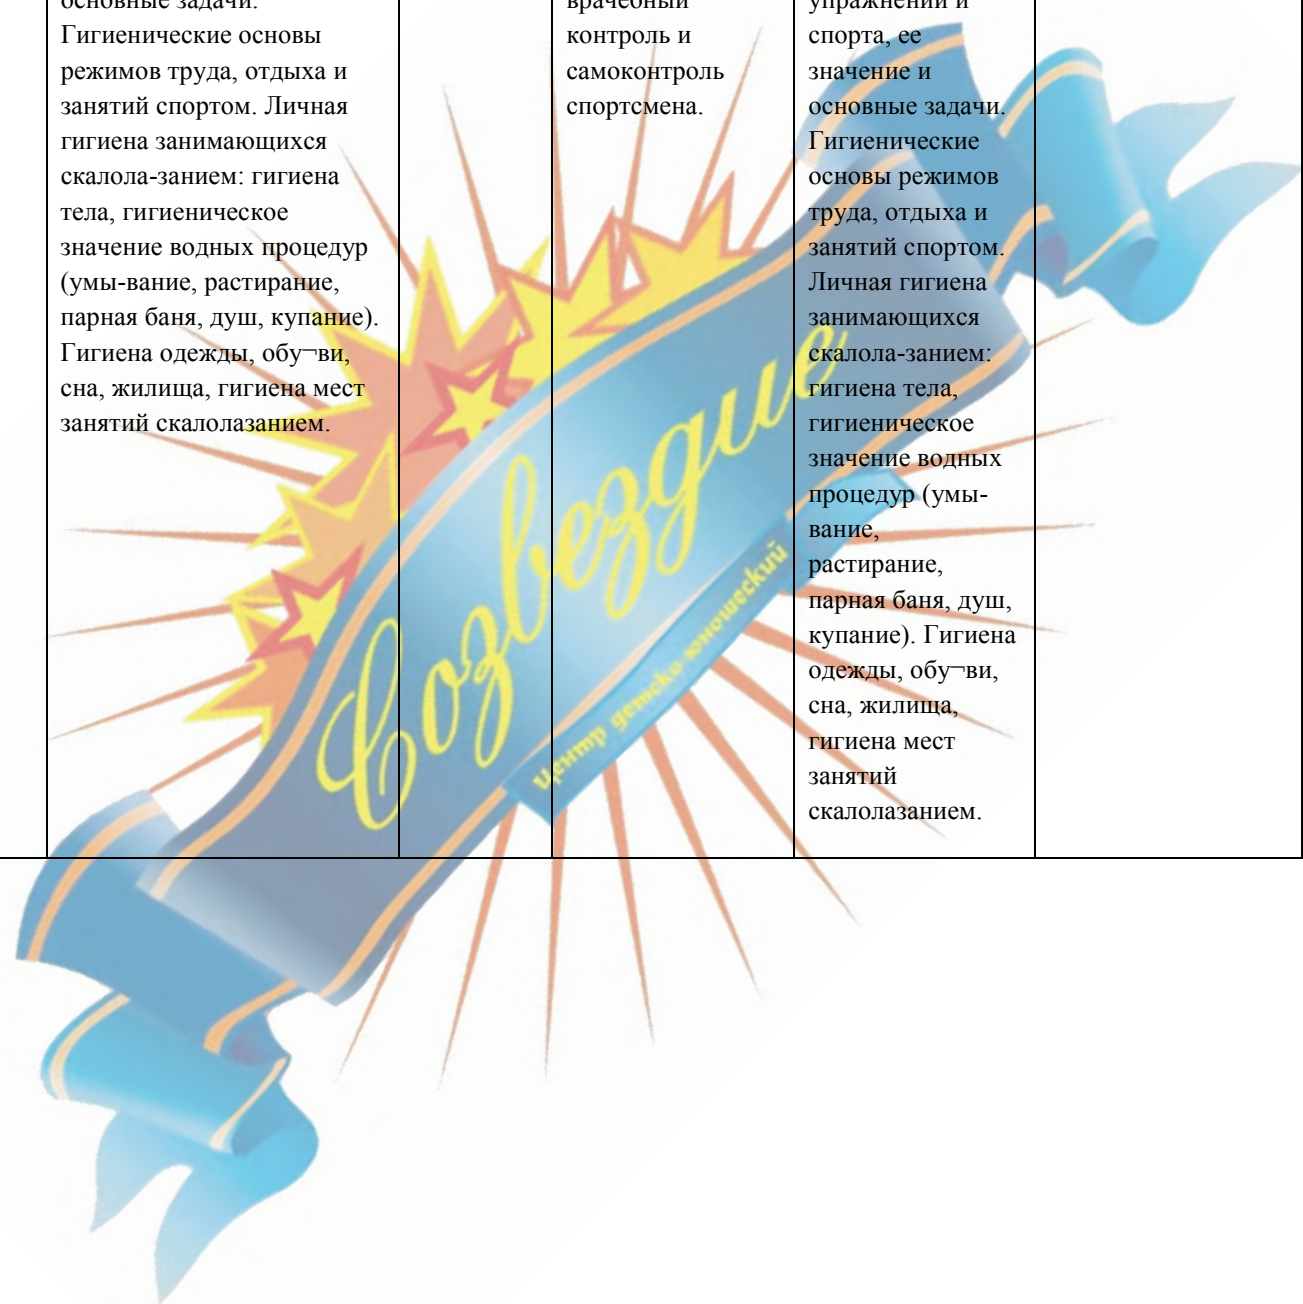 основные задачи.
Гигиенические основы
режимов труда, отдыха и
занятий спортом. Личная
гигиена занимающихся
скалола-занием: гигиена
тела, гигиеническое
значение водных процедур
(умы-вание, растирание,
парная баня, душ, купание).
Гигиена одежды, обу¬ви,
сна, жилища, гигиена мест
занятий скалолазанием.
врачебный
контроль и
самоконтроль
спортсмена.
упражнений и
спорта, ее
значение и
основные задачи.
Гигиенические
основы режимов
труда, отдыха и
занятий спортом.
Личная гигиена
занимающихся
скалола-занием:
гигиена тела,
гигиеническое
значение водных
процедур (умы-
вание,
растирание,
парная баня, душ,
купание). Гигиена
одежды, обу¬ви,
сна, жилища,
гигиена мест
занятий
скалолазанием.
Созвездие
Центр детско-юношеский